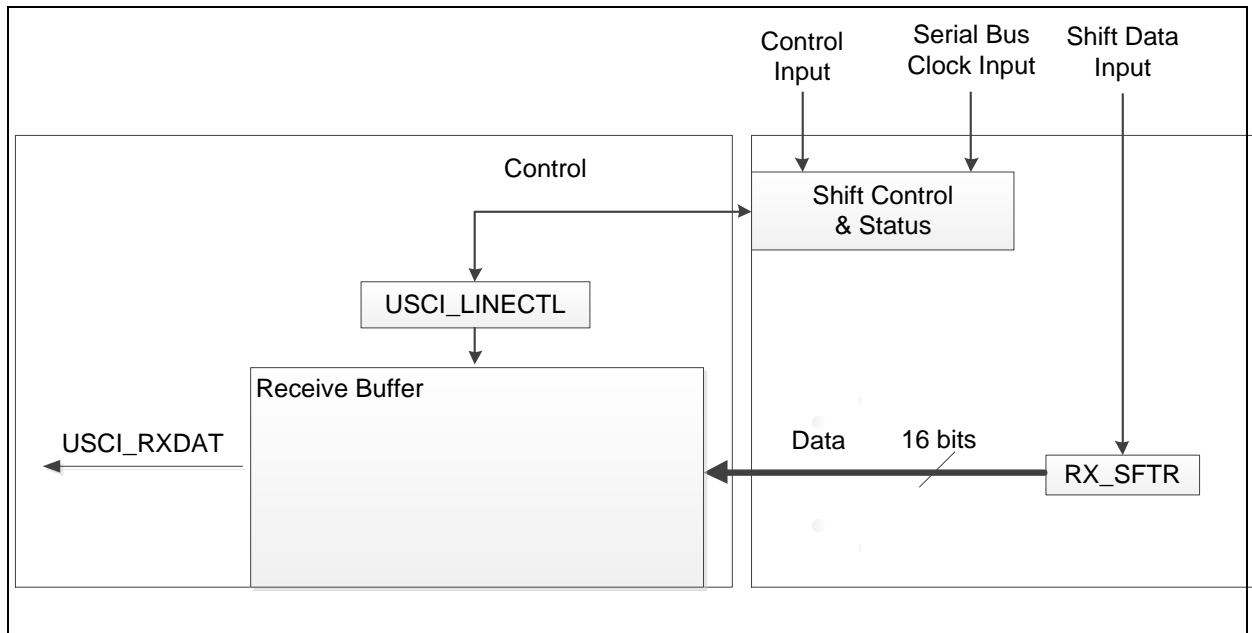 Control
Input
Serial Bus
Clock Input
Shift Data
Input
Control
Shift Control
& Status
USCI_LINECTL
Receive Buffer
USCI_RXDAT
Data
16 bits
RX_SFTR